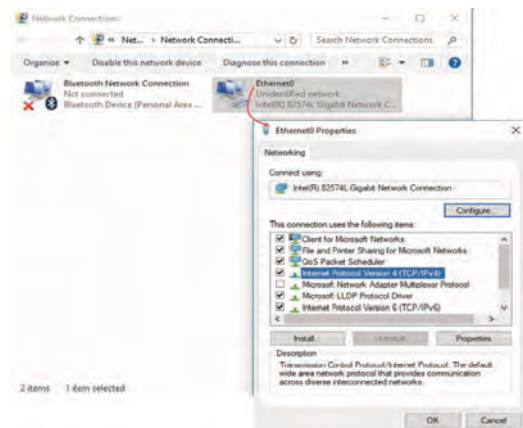 Network Connections
« Net... › Network Connecti...
Search Network Connections
Organize
Disable this network device
Diagnose this connection
»
Bluetooth Network Connection
Not connected
Bluetooth Device (Personal Area ...
Ethernet0
Unidentified network
Intel(R) 82574L Gigabit Network C...
Ethernet0 Properties
Networking
Connect using:
Intel(R) 82574L Gigabit Network Connection
Configure...
This connection uses the following items:
Client for Microsoft Networks
File and Printer Sharing for Microsoft Networks
QoS Packet Scheduler
Internet Protocol Version 4 (TCP/IPv4)
Microsoft Network Adapter Multiplexor Protocol
Microsoft LLDP Protocol Driver
Internet Protocol Version 6 (TCP/IPv6)
Install...
Uninstall
Properties
Description
Transmission Control Protocol/Internet Protocol. The default
wide area network protocol that provides communication
across diverse interconnected networks.
OK
Cancel
2 items
1 item selected